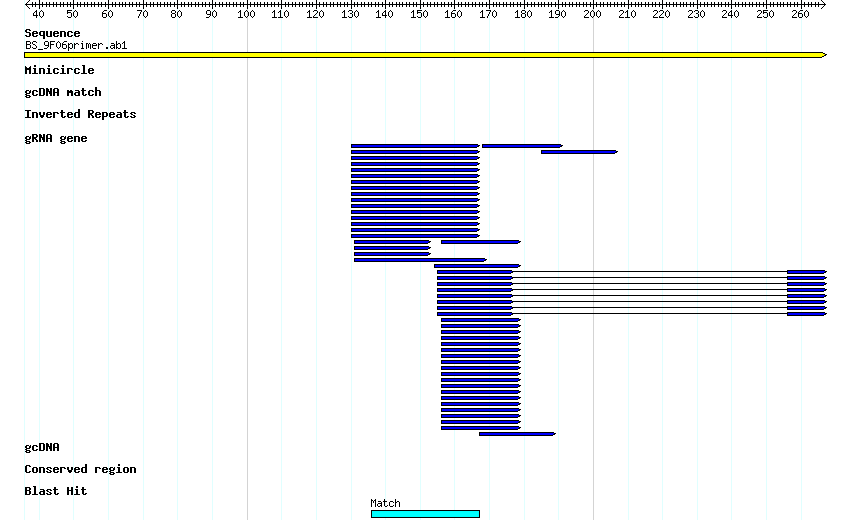 40 50 60 70 80 90 100 110 120 130 140 150 160 170 180 190 200 210 220 230 240 250 260
Sequence
BS_9F06primer.ab1
Minicircle
gcDNA match
Inverted Repeats
gRNA gene
gcDNA
Conserved region
Blast Hit
Match